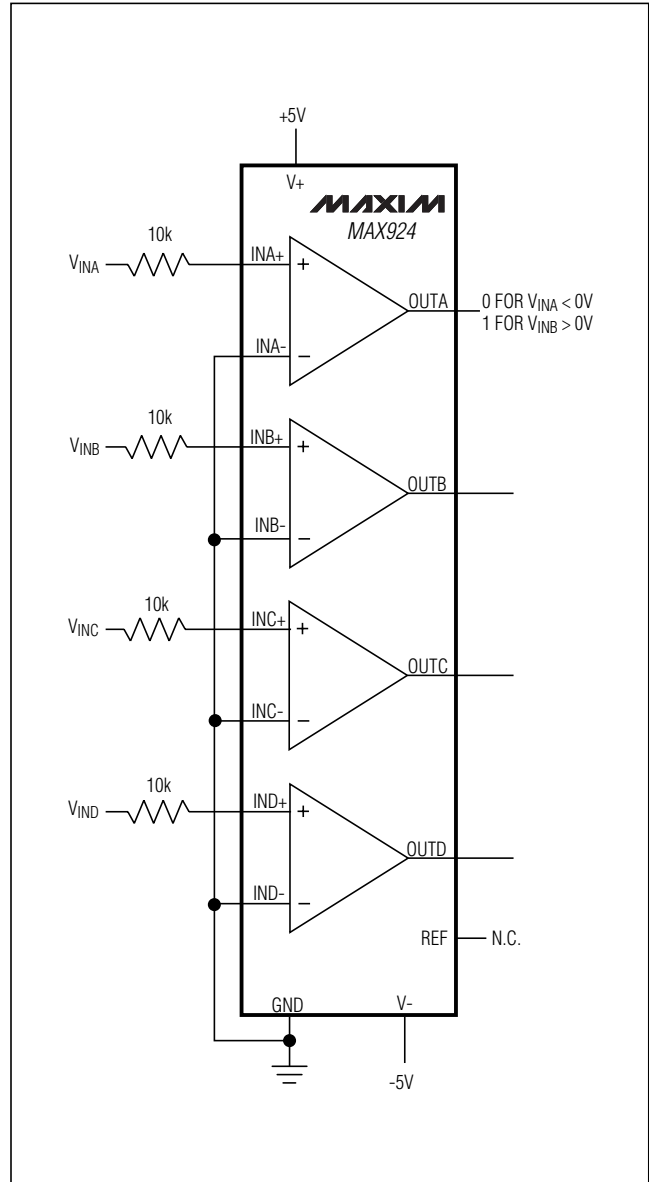 +5V
V+
MAXIM
MAX924
10k
VINA
INA+
+
OUTA
0 FOR VINA < 0V
1 FOR VINB > 0V
INA-
−
10k
VINB
INB+
+
OUTB
INB-
−
10k
VINC
INC+
+
OUTC
INC-
−
10k
VIND
IND+
+
OUTD
IND-
−
REF
N.C.
GND
V-
-5V